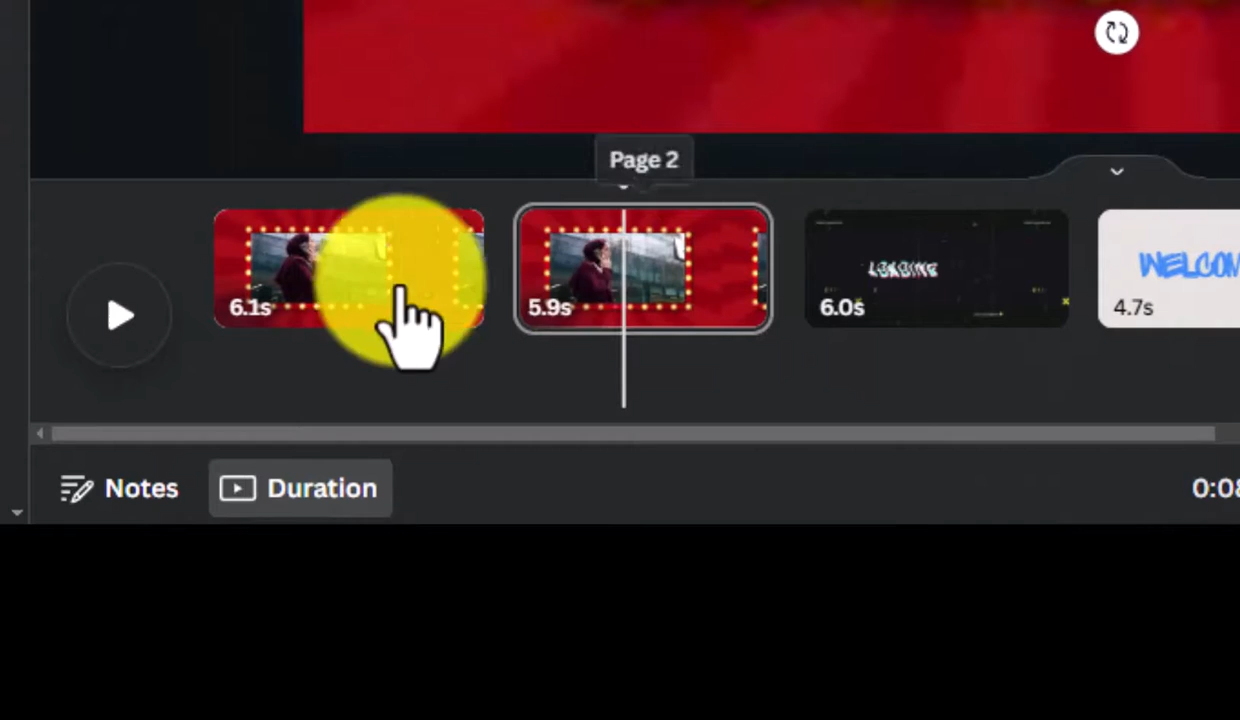 Page 2
6.1s
5.9s
LOADING
6.0s
WELCOM
4.7s
Notes
Duration
0:08